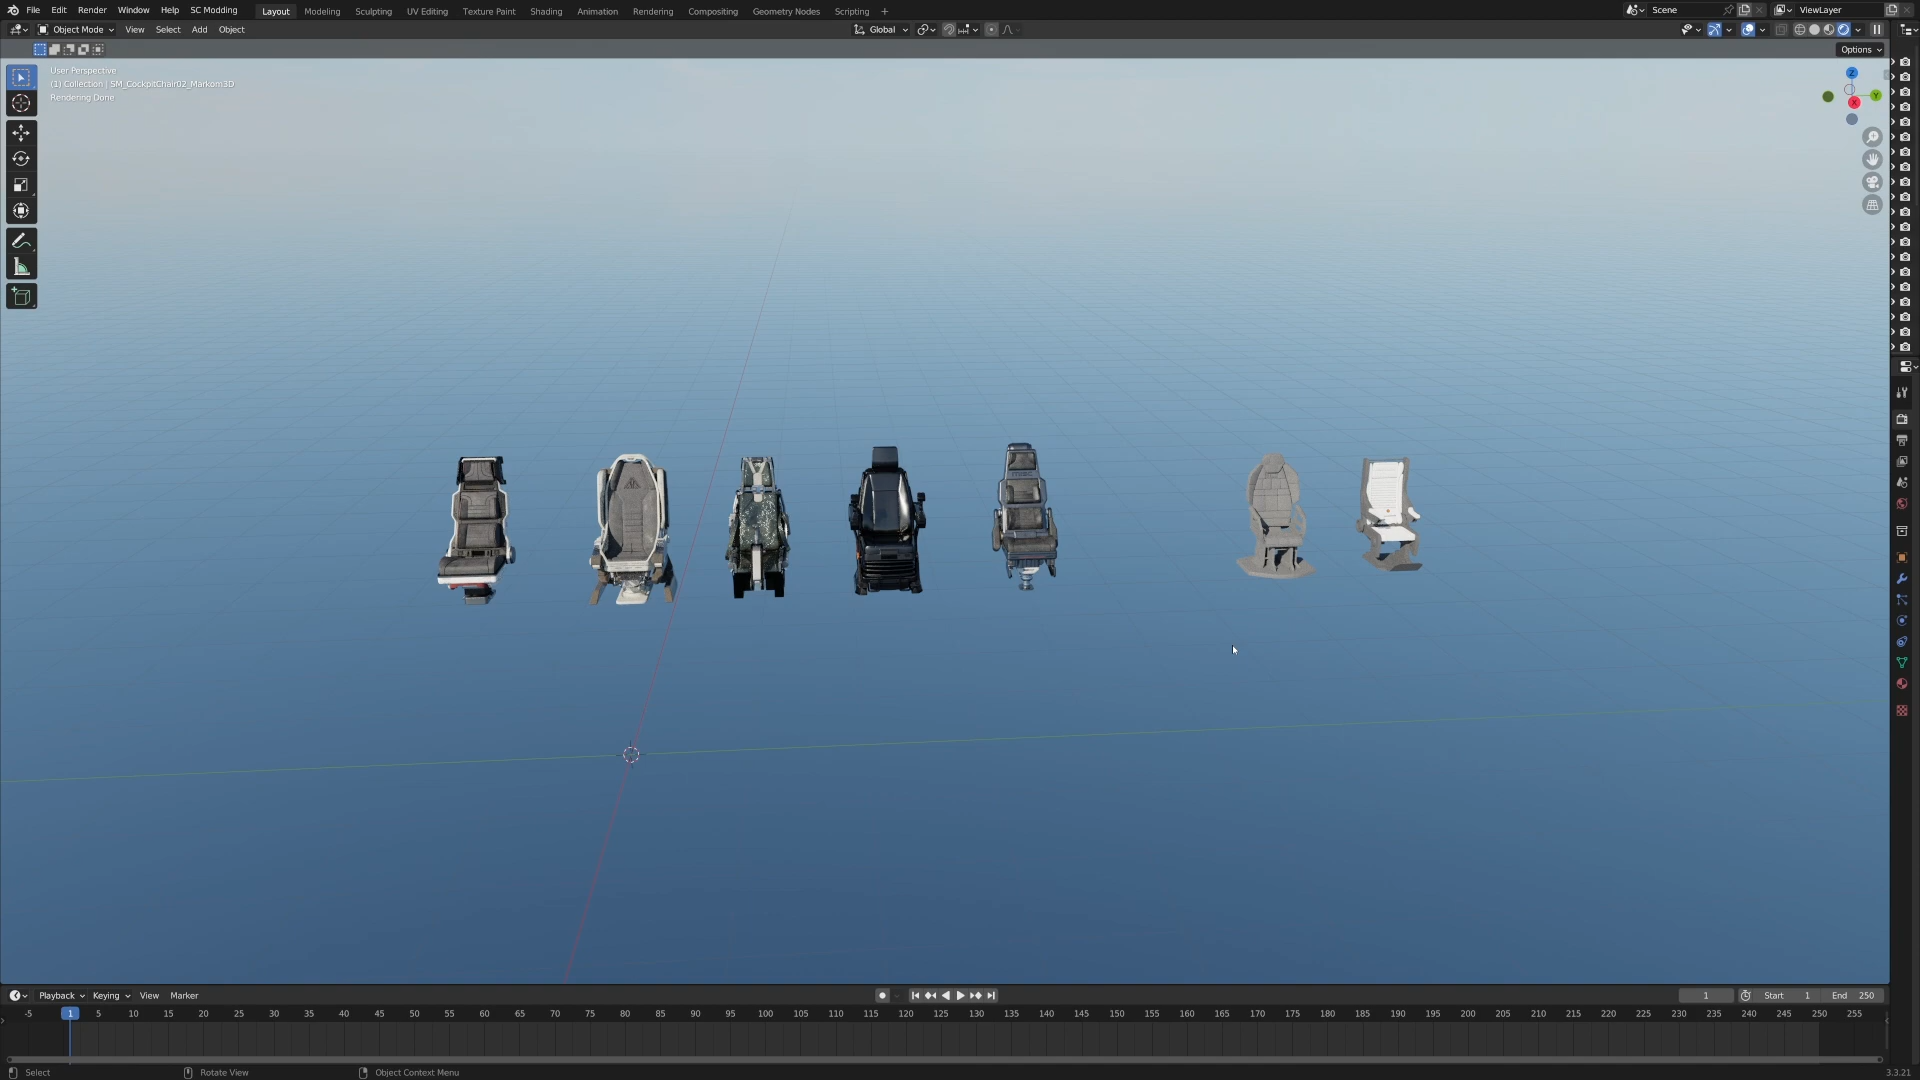 File Edit Render Window Help SC Modding Layout Modeling Sculpting UV Editing Texture Paint Shading Animation Rendering Compositing Geometry Nodes Scripting + Scene ViewLayer
Object Mode View Select Add Object Global
Options
User Perspective
(1) Collection | SM_CockpitChair02_Markom3D
Rendering Done
Z
Y
X
Playback Keying View Marker 1 Start 1 End 250
-5 1 5 10 15 20 25 30 35 40 45 50 55 60 65 70 75 80 85 90 95 100 105 110 115 120 125 130 135 140 145 150 155 160 165 170 175 180 185 190 195 200 205 210 215 220 225 230 235 240 245 250 255
Select Rotate View Object Context Menu 3.3.21